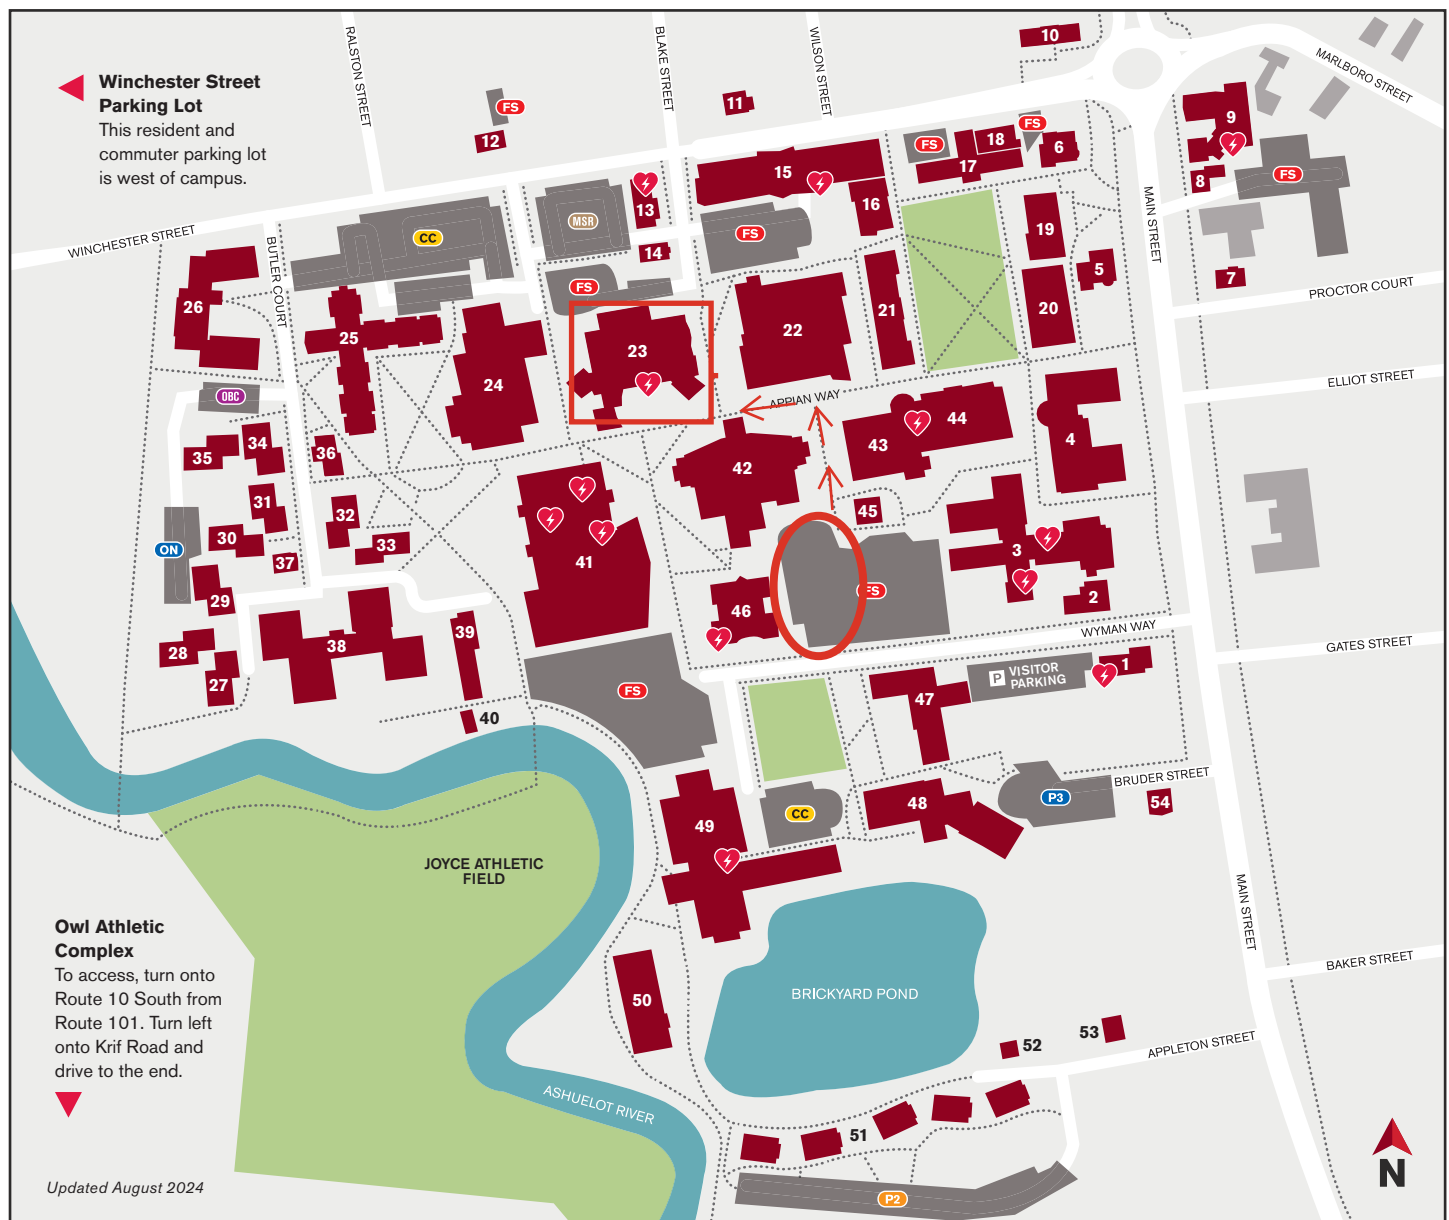 Winchester Street
Parking Lot
This resident and
commuter parking lot
is west of campus.
RALSTON STREET
BLAKE STREET
WILSON STREET
10
MARLBORO STREET
FS
11
12
FS
FS
18
17
6
9
FS
8
15
13
MSR
16
14
FS
CC
WINCHESTER STREET
BUTLER COURT
MAIN STREET
19
5
7
PROCTOR COURT
FS
26
25
24
23
22
21
20
ELLIOT STREET
APPIAN WAY
OBC
34
35
36
42
43
44
4
31
32
30
33
37
ON
41
45
3
29
46
FS
2
WYMAN WAY
GATES STREET
28
27
38
39
40
FS
47
P VISITOR
PARKING
1
BRUDER STREET
CC
48
P3
54
49
JOYCE ATHLETIC
FIELD
MAIN STREET
Owl Athletic
Complex
To access, turn onto
Route 10 South from
Route 101. Turn left
onto Krif Road and
drive to the end.
BAKER STREET
50
BRICKYARD POND
52
53
APPLETON STREET
ASHUELOT RIVER
51
P2
N
Updated August 2024